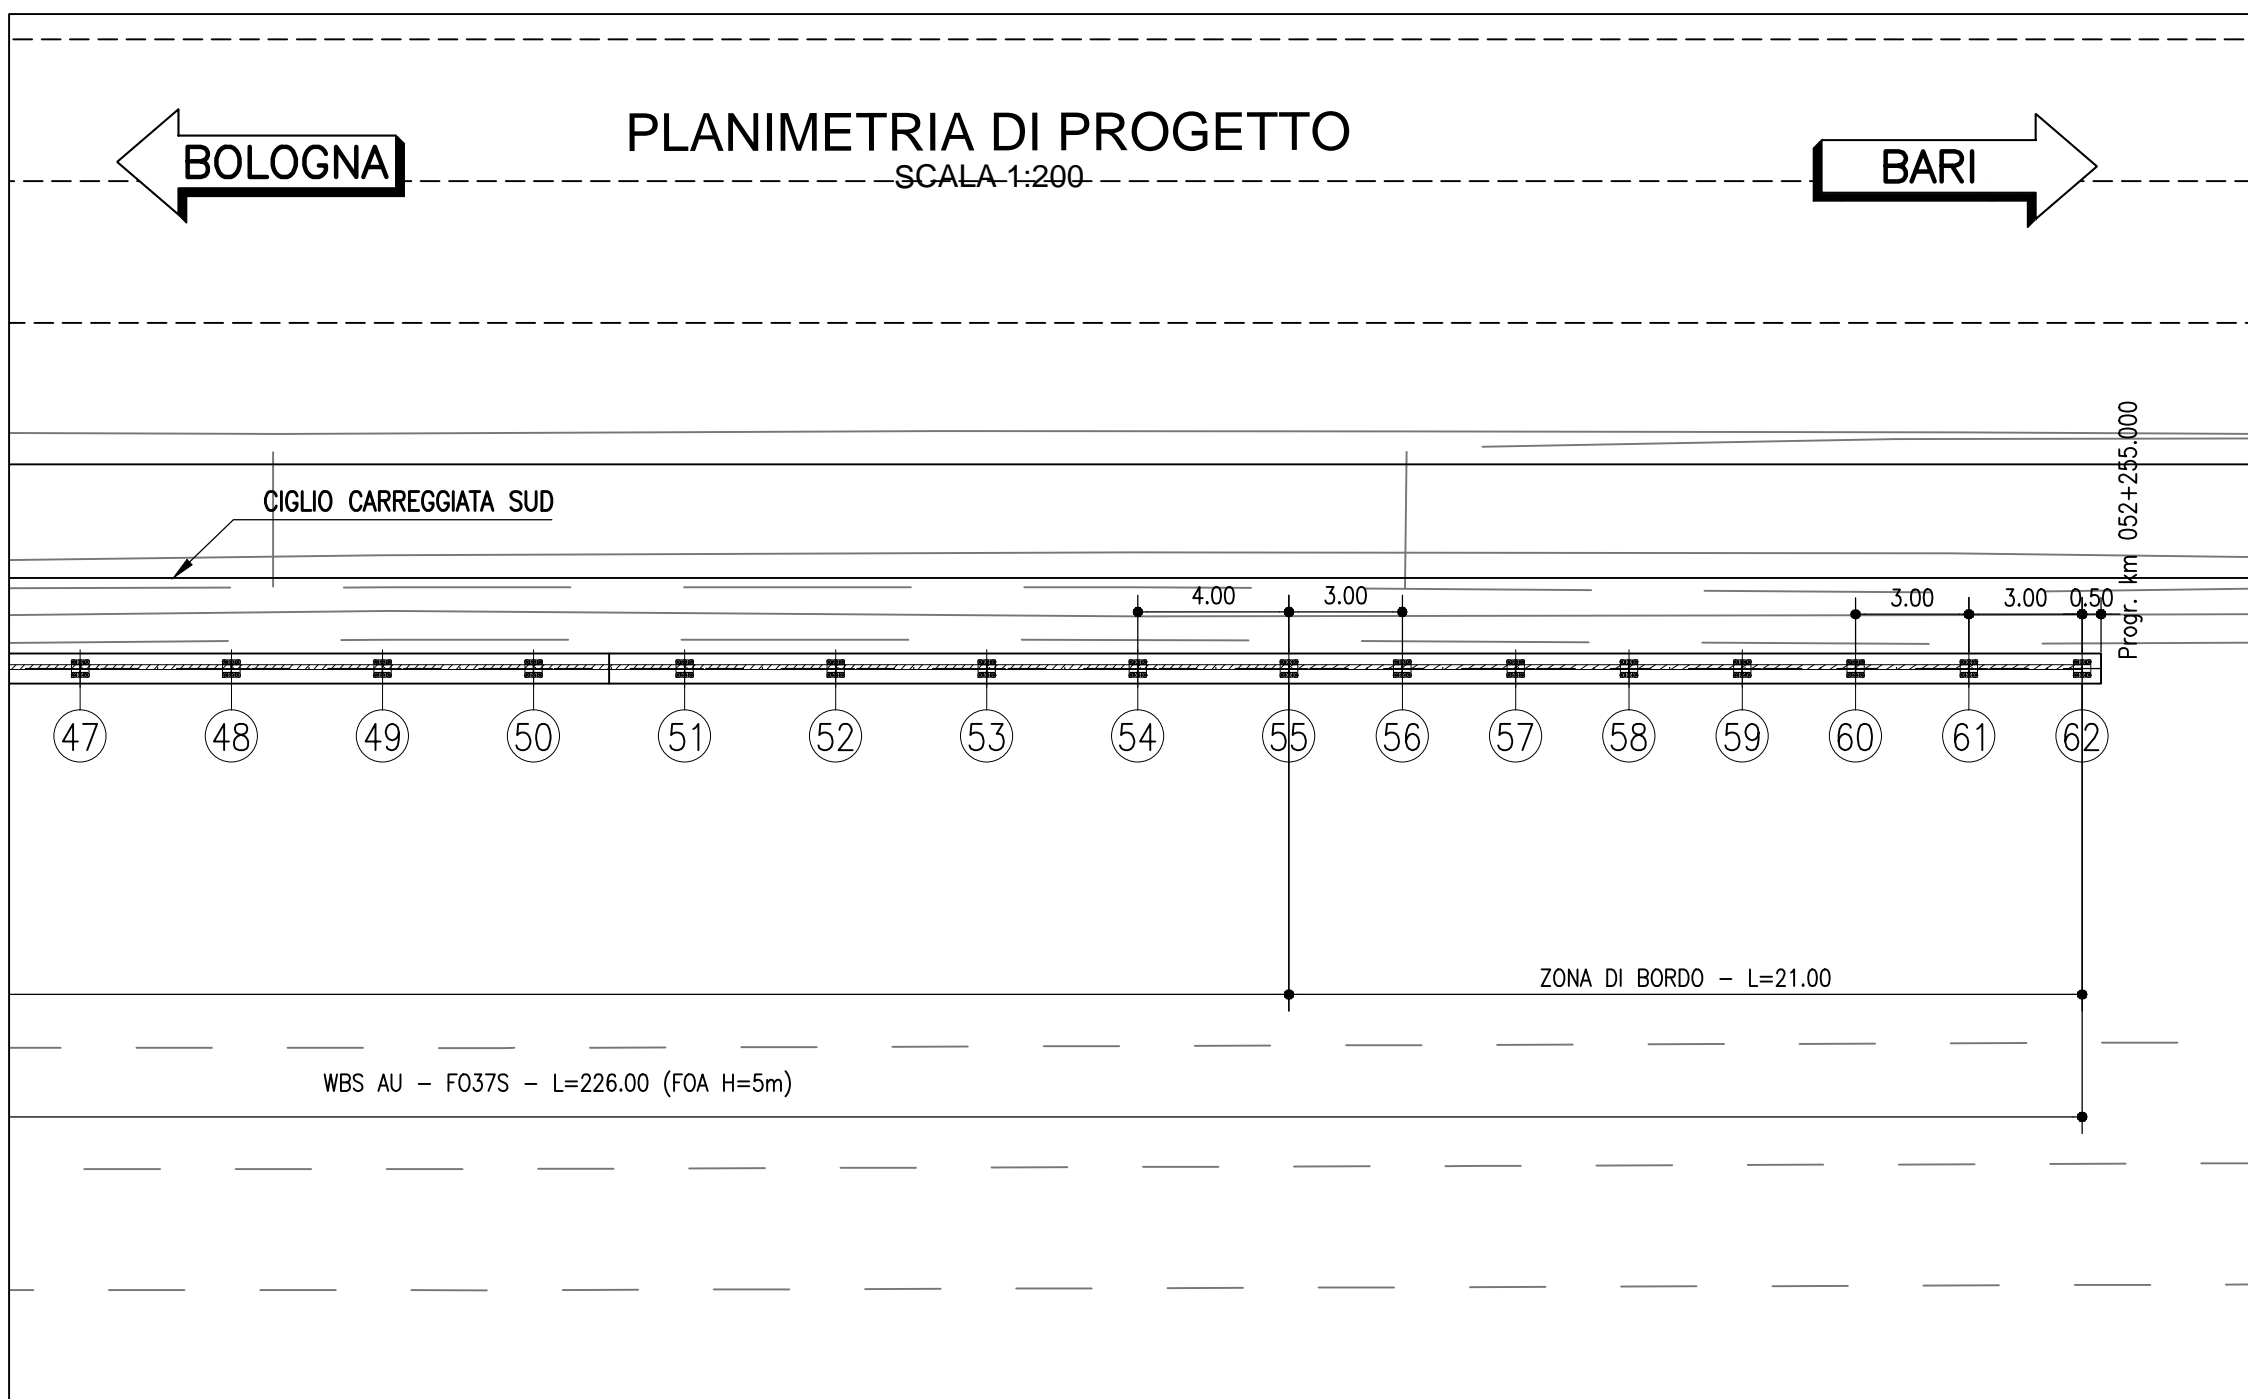 PLANIMETRIA DI PROGETTO
SCALA 1:200
BOLOGNA
BARI
CIGLIO CARREGGIATA SUD
Progr. km 052+255.000
4.00 3.00 3.00 3.00 0.50
47 48 49 50 51 52 53 54 55 56 57 58 59 60 61 62
ZONA DI BORDO - L=21.00
WBS AU - FO37S - L=226.00 (FOA H=5m)